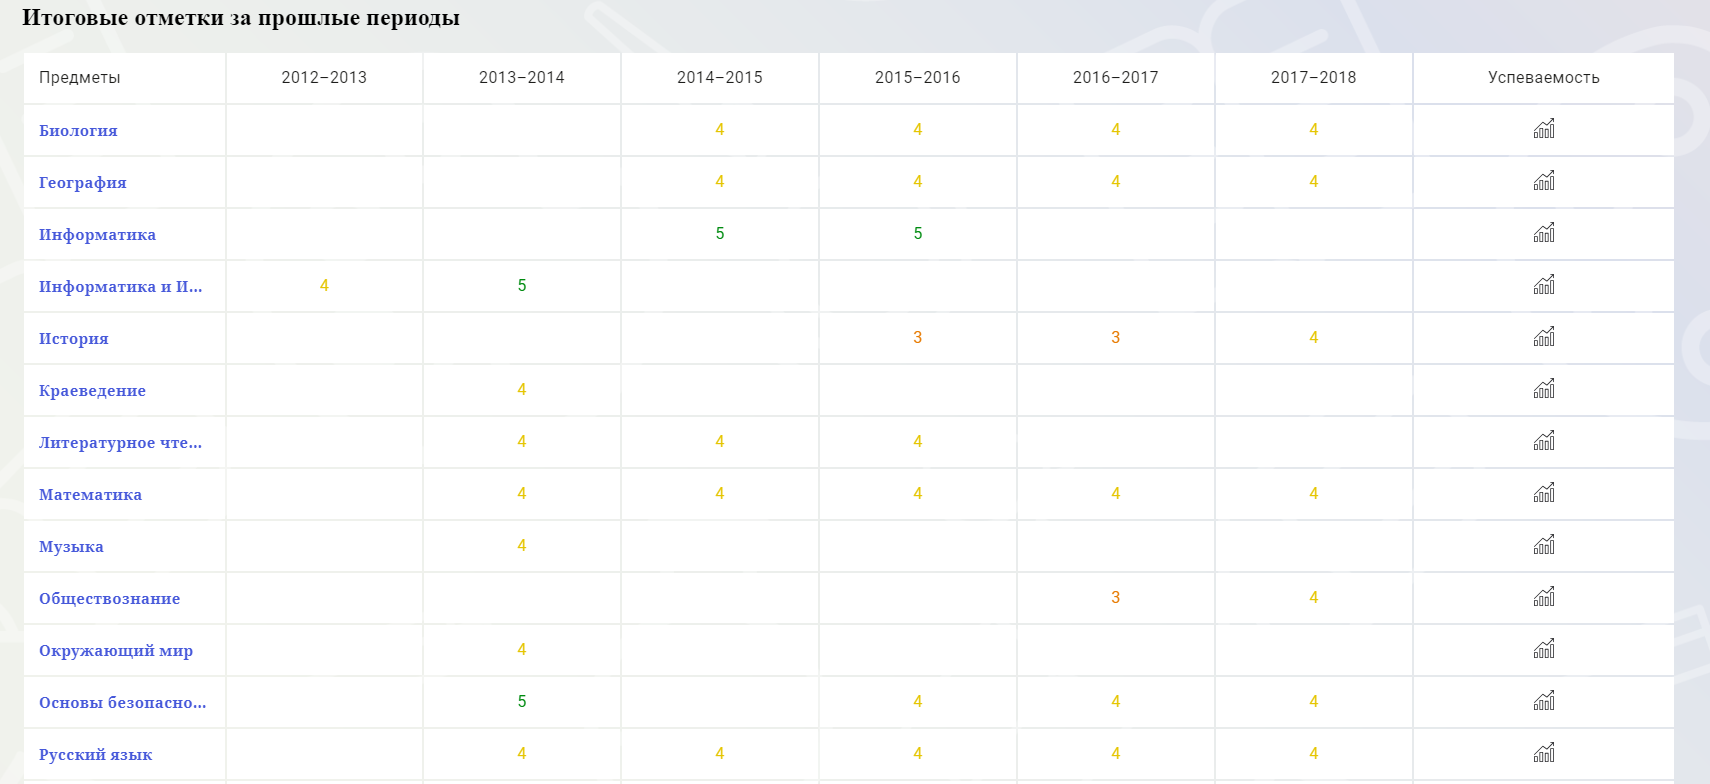 Итоговые отметки за прошлые периоды
Предметы 2012–2013 2013–2014 2014–2015 2015–2016 2016–2017 2017–2018 Успеваемость
Биология 4 4 4 4
География 4 4 4 4
Информатика 5 5
Информатика и И... 4 5
История 3 3 4
Краеведение 4
Литературное чте... 4 4 4
Математика 4 4 4 4 4
Музыка 4
Обществознание 3 4
Окружающий мир 4
Основы безопасно... 5 4 4 4
Русский язык 4 4 4 4 4